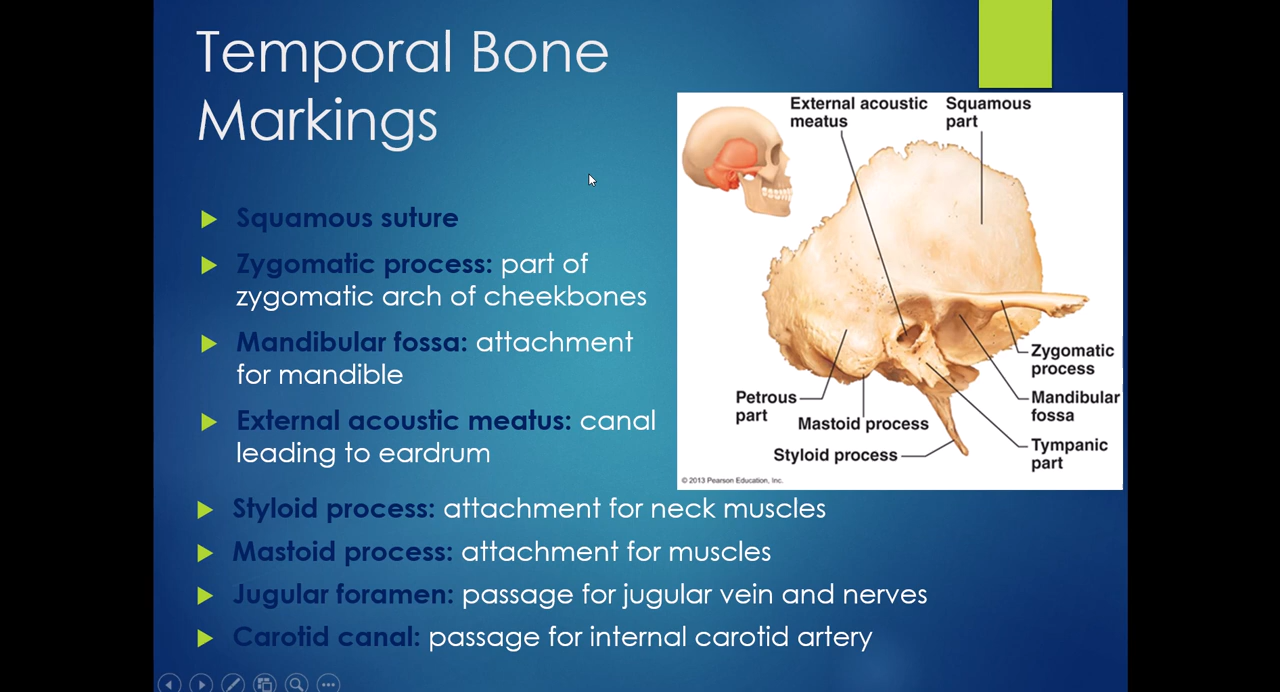 Temporal Bone
Markings
Squamous suture
Zygomatic process: part of
zygomatic arch of cheekbones
Mandibular fossa: attachment
for mandible
External acoustic meatus: canal
leading to eardrum
Styloid process: attachment for neck muscles
Mastoid process: attachment for muscles
Jugular foramen: passage for jugular vein and nerves
Carotid canal: passage for internal carotid artery
External acoustic
meatus
Squamous
part
Zygomatic
process
Mandibular
fossa
Tympanic
part
Petrous
part
Mastoid process
Styloid process
© 2013 Pearson Education, Inc.